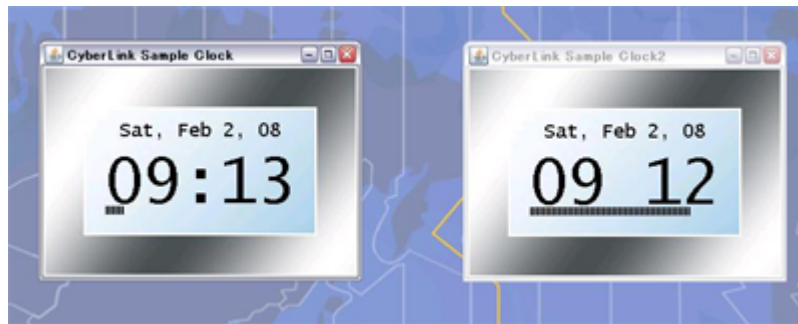 CyberLink Sample Clock
Sat, Feb 2, 08
09:13
CyberLink Sample Clock2
Sat, Feb 2, 08
09 12